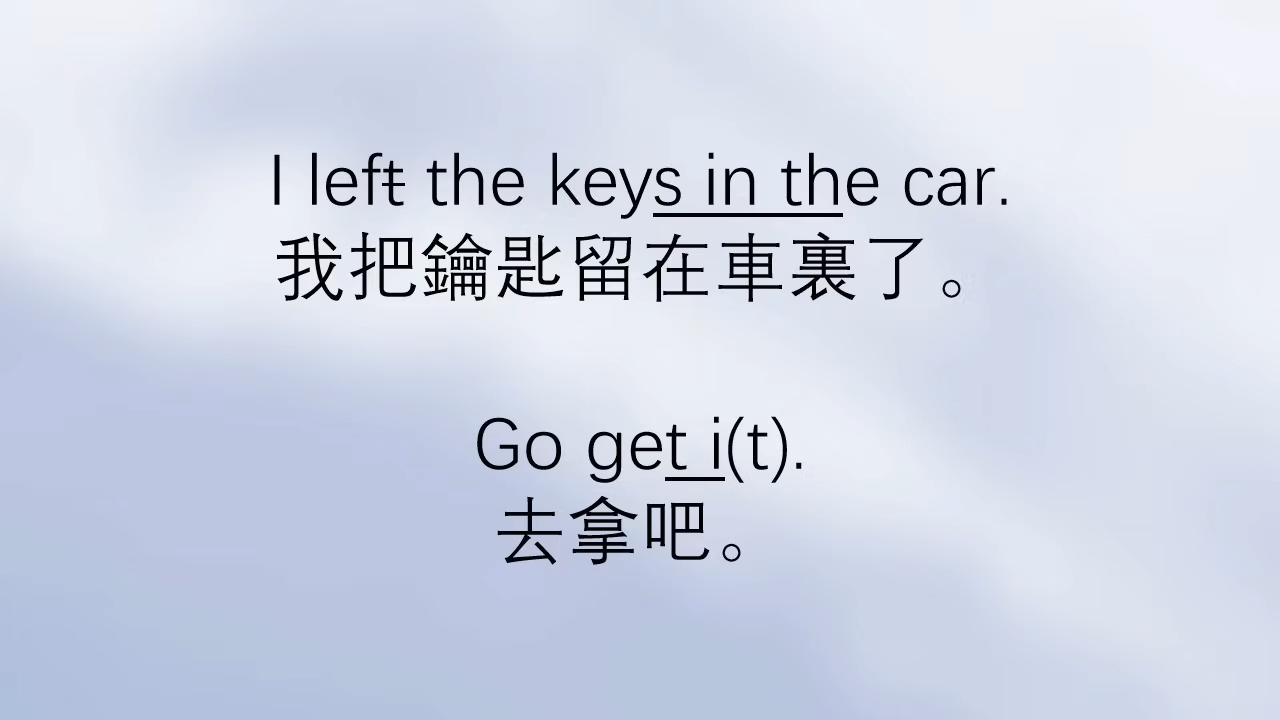 I left the keys in the car.
我把鑰匙留在車裏了。
Go get i(t).
去拿吧。